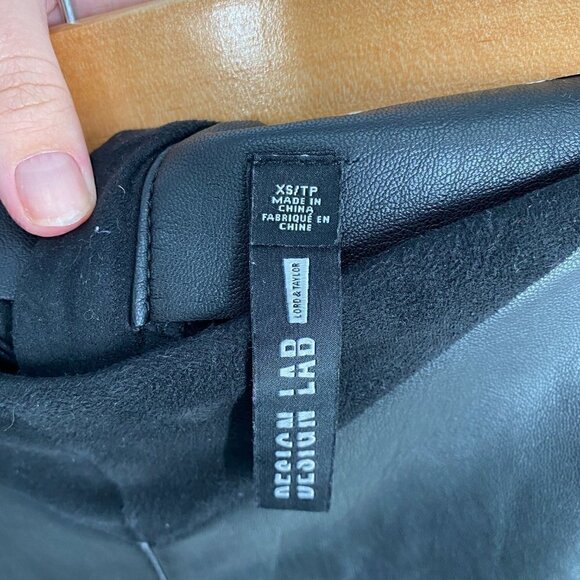 XS/TP
MADE IN
CHINA
FABRIQUÉ EN
CHINE
LORD & TAYLOR
DESIGN LAB
DESIGN LAB